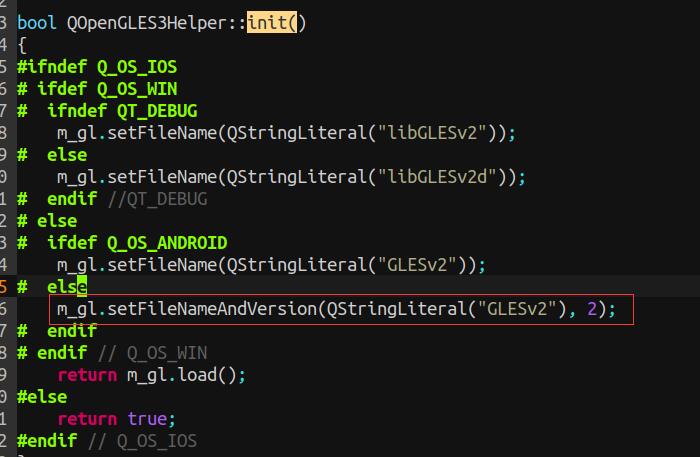 2
3 bool QOpenGLES3Helper::init()
4 {
5 #ifndef Q_OS_IOS
6 # ifdef Q_OS_WIN
7 #  ifndef QT_DEBUG
8     m_gl.setFileName(QStringLiteral("libGLESv2"));
9 #  else
0     m_gl.setFileName(QStringLiteral("libGLESv2d"));
1 #  endif //QT_DEBUG
2 # else
3 #  ifdef Q_OS_ANDROID
4     m_gl.setFileName(QStringLiteral("GLESv2"));
5 #  else
6     m_gl.setFileNameAndVersion(QStringLiteral("GLESv2"), 2);
7 #  endif
8 # endif // Q_OS_WIN
9     return m_gl.load();
0 #else
1     return true;
2 #endif // Q_OS_IOS